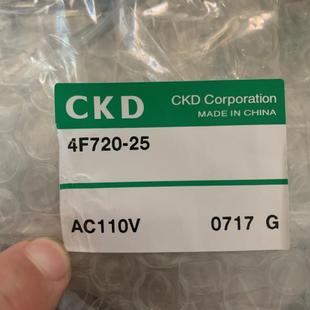 CKD CKD Corporation
MADE IN CHINA
4F720-25
AC110V 0717 G